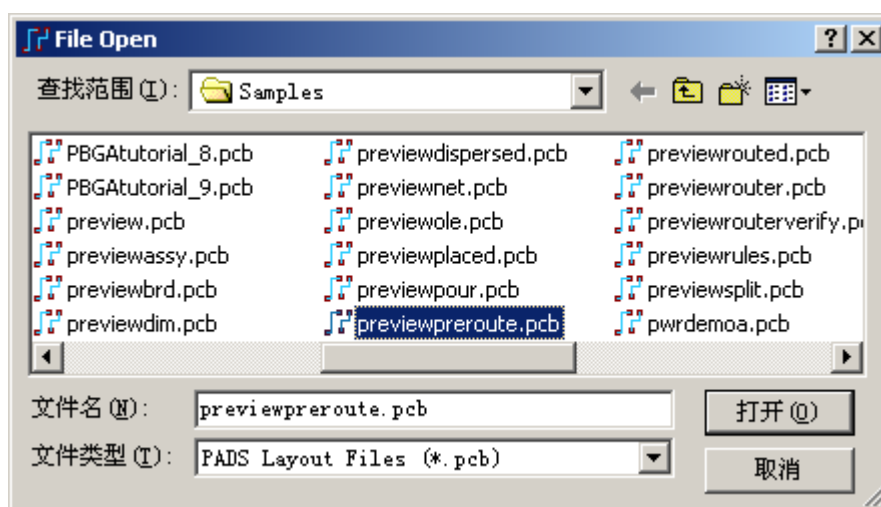 File Open
查找范围(I): Samples
PBGAtutorial_8.pcb previewdispersed.pcb previewrouted.pcb
PBGAtutorial_9.pcb previewnet.pcb previewrouter.pcb
preview.pcb previewole.pcb previewrouterverify.p
previewassy.pcb previewplaced.pcb previewrules.pcb
previewbrd.pcb previewpour.pcb previewsplit.pcb
previewdim.pcb previewpreroute.pcb pwrdemoa.pcb
文件名(N): previewpreroute.pcb 打开(O)
文件类型(T): PADS Layout Files (*.pcb) 取消